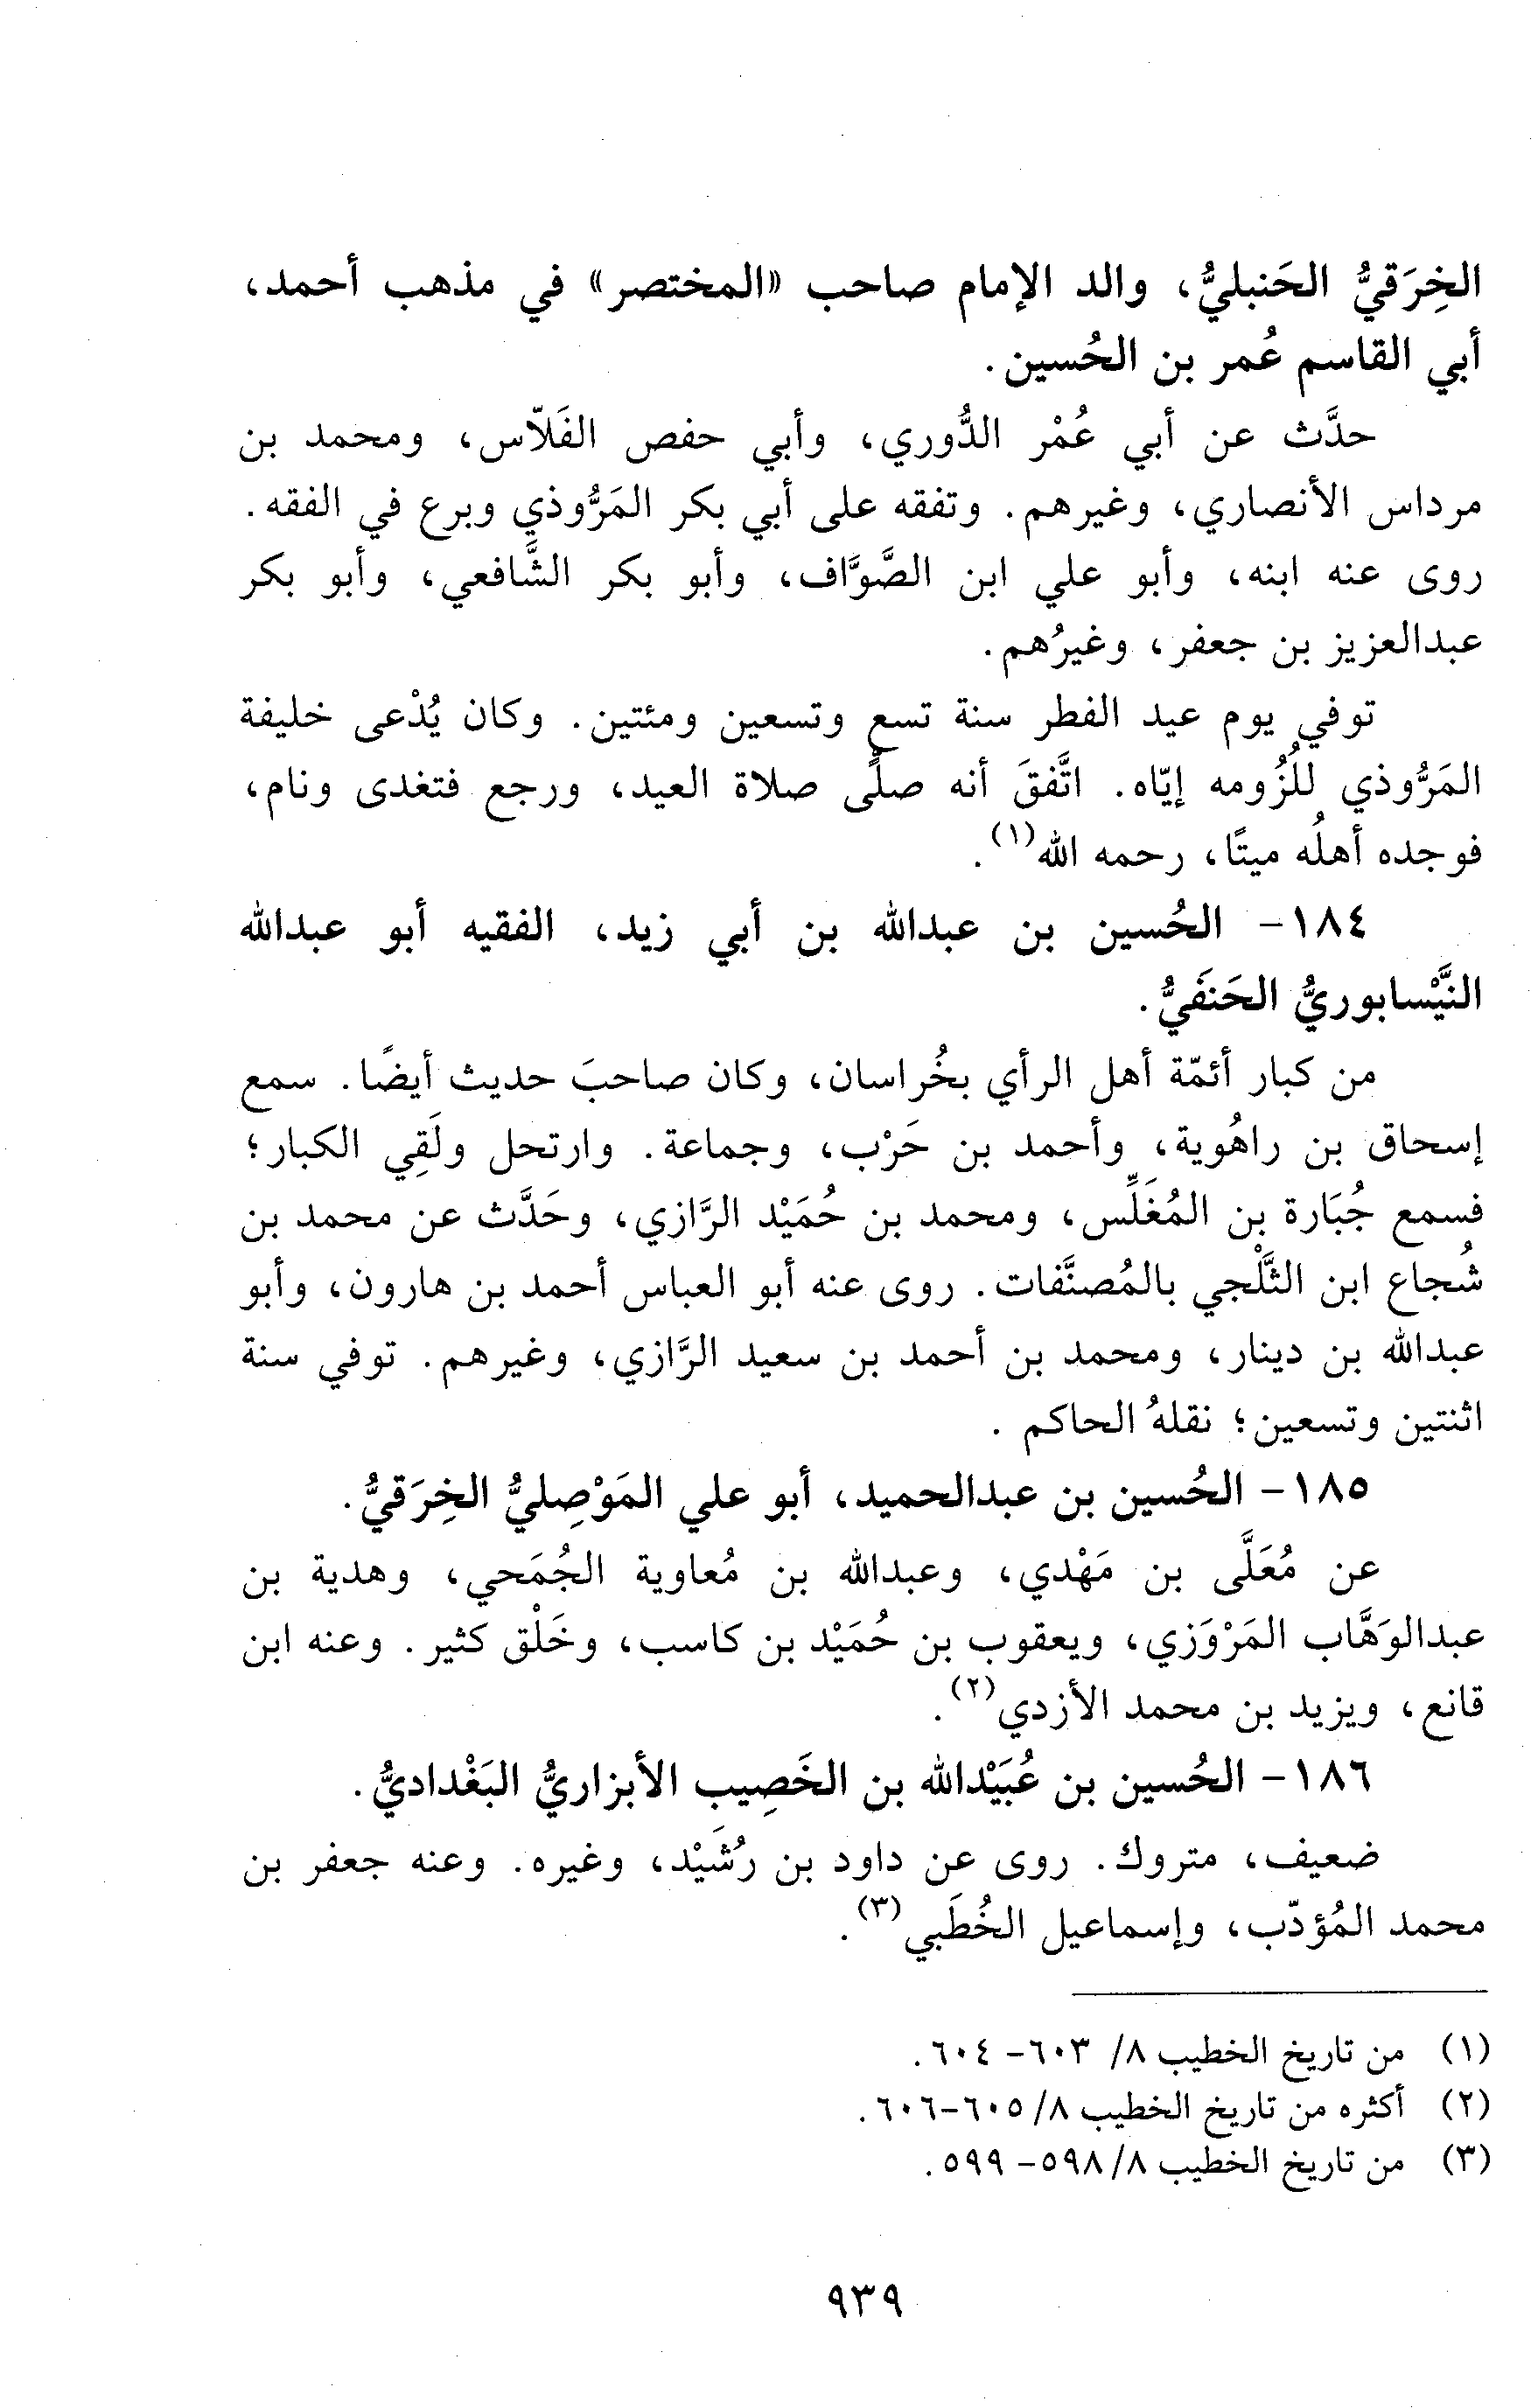 الخِرَقيُّ الحَنبليُّ، والد الإمام صاحب «المختصر» في مذهب أحمد،
أبي القاسم عُمر بن الحُسين.
حدَّث عن أبي عُمْر الدُّوري، وأبي حفص الفَلاّس، ومحمد بن
مرداس الأنصاري، وغيرهم. وتفقه على أبي بكر المَرُّوذي وبرع في الفقه.
روى عنه ابنه، وأبو علي ابن الصَّوَّاف، وأبو بكر الشَّافعي، وأبو بكر
عبدالعزيز بن جعفر، وغيرُهم.
توفي يوم عيد الفطر سنة تسع وتسعين ومئتين. وكان يُدْعى خليفة
المَرُّوذي للُزُومه إيّاه. اتَّفقَ أنه صلَّى صلاة العيد، ورجع فتغدى ونام،
فوجده أهلُه ميتًا، رحمه الله(١).
١٨٤- الحُسين بن عبدالله بن أبي زيد، الفقيه أبو عبدالله
النَّيْسابوريُّ الحَنفَيُّ.
من كبار أئمّة أهل الرأي بخُراسان، وكان صاحبَ حديث أيضًا. سمع
إسحاق بن راهُوية، وأحمد بن حَرْب، وجماعة. وارتحل ولَقِي الكبار؛
فسمع جُبَارة بن المُغَلِّس، ومحمد بن حُمَيْد الرَّازي، وحَدَّث عن محمد بن
شُجاع ابن الثَّلْجي بالمُصنَّفات. روى عنه أبو العباس أحمد بن هارون، وأبو
عبدالله بن دينار، ومحمد بن أحمد بن سعيد الرَّازي، وغيرهم. توفي سنة
اثنتين وتسعين؛ نقلهُ الحاكم.
١٨٥- الحُسين بن عبدالحميد، أبو علي المَوْصِليُّ الخِرَقيُّ.
عن مُعَلَّى بن مَهْدي، وعبدالله بن مُعاوية الجُمَحي، وهدية بن
عبدالوَهَّاب المَرْوَزي، ويعقوب بن حُمَيْد بن كاسب، وخَلْق كثير. وعنه ابن
قانع، ويزيد بن محمد الأزدي(٢).
١٨٦- الحُسين بن عُبَيْدالله بن الخَصِيب الأبزاريُّ البَغْداديُّ.
ضعيف، متروك. روى عن داود بن رُشَيْد، وغيره. وعنه جعفر بن
محمد المُؤدّب، وإسماعيل الخُطَبي(٣).
(١) من تاريخ الخطيب ٨/ ٦٠٣- ٦٠٤.
(٢) أكثره من تاريخ الخطيب ٨/ ٦٠٥-٦٠٦.
(٣) من تاريخ الخطيب ٨/ ٥٩٨- ٥٩٩.
٩٣٩